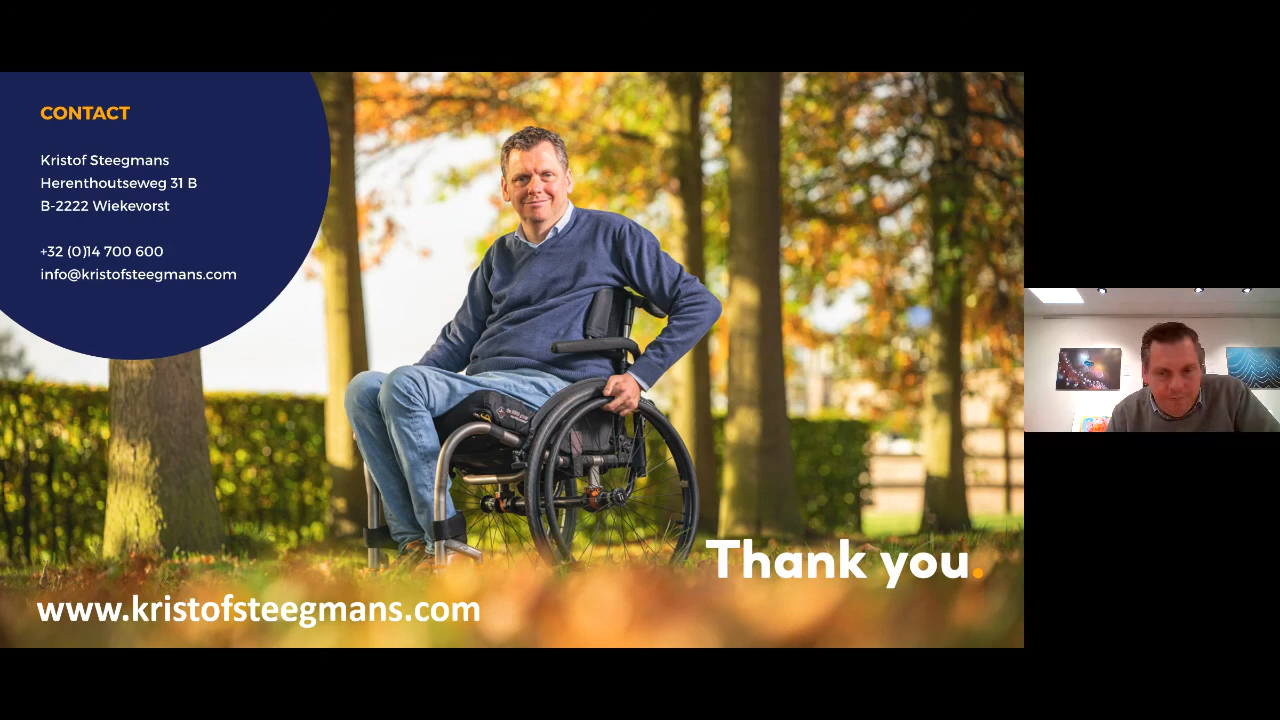 CONTACT
Kristof Steegmans
Herenthoutseweg 31 B
B-2222 Wiekevorst
+32 (0)14 700 600
info@kristofsteegmans.com
Thank you.
www.kristofsteegmans.com